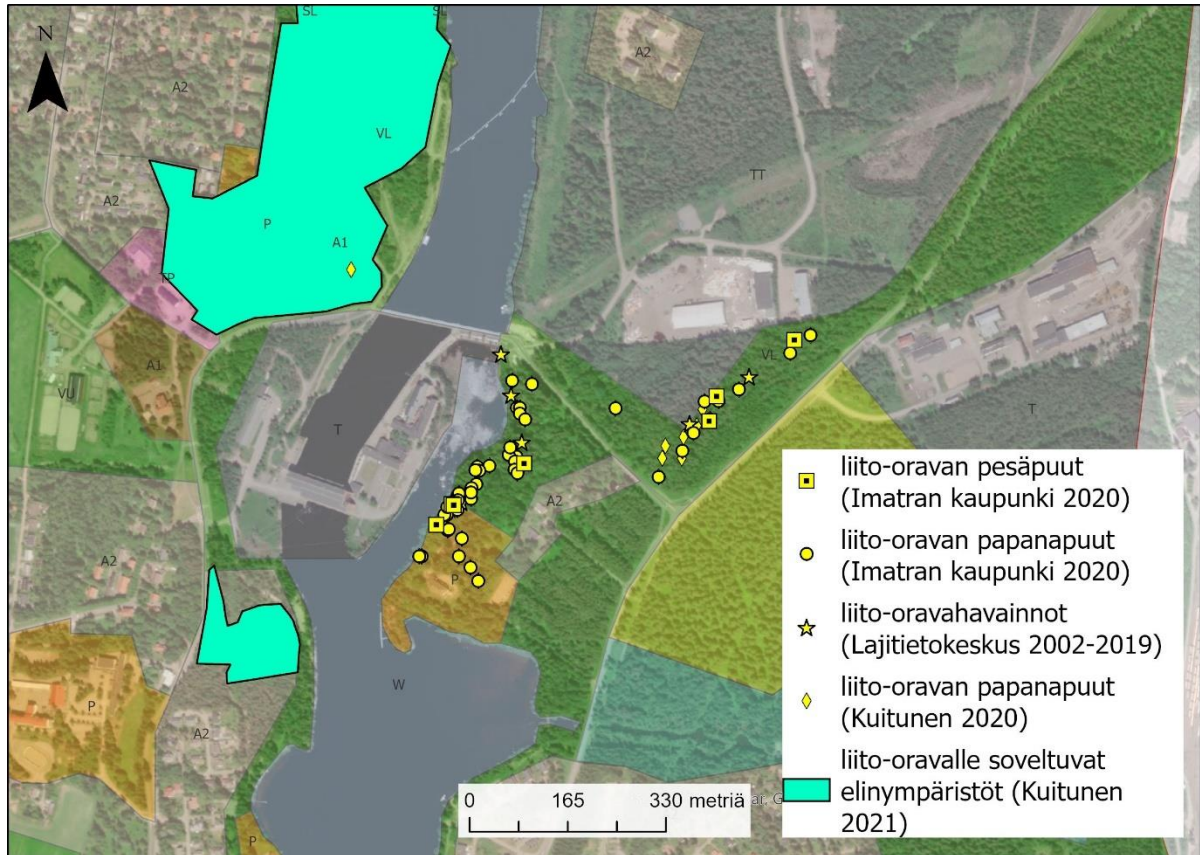 SL
SL
N
A2
A2
VL
TT
A2
P
A1
TP
A1
VU
VL
T
T
A2
A2
P
P
A2
W
P
liito-oravan pesäpuut
(Imatran kaupunki 2020)
liito-oravan papanapuut
(Imatran kaupunki 2020)
liito-oravahavainnot
(Lajitietokeskus 2002-2019)
liito-oravan papanapuut
(Kuitunen 2020)
liito-oravalle soveltuvat
elinympäristöt (Kuitunen
2021)
0 165 330 metriä
ar, G